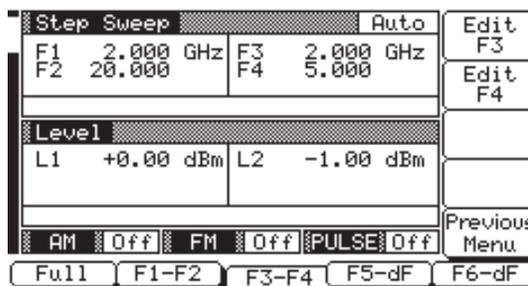 Step Sweep Auto
F1 2.000 GHz F3 2.000 GHz
F2 20.000 F4 5.000
Level
L1 +0.00 dBm L2 -1.00 dBm
AM Off FM Off PULSE Off
Edit
F3
Edit
F4
Previous
Menu
Full F1-F2 F3-F4 F5-dF F6-dF